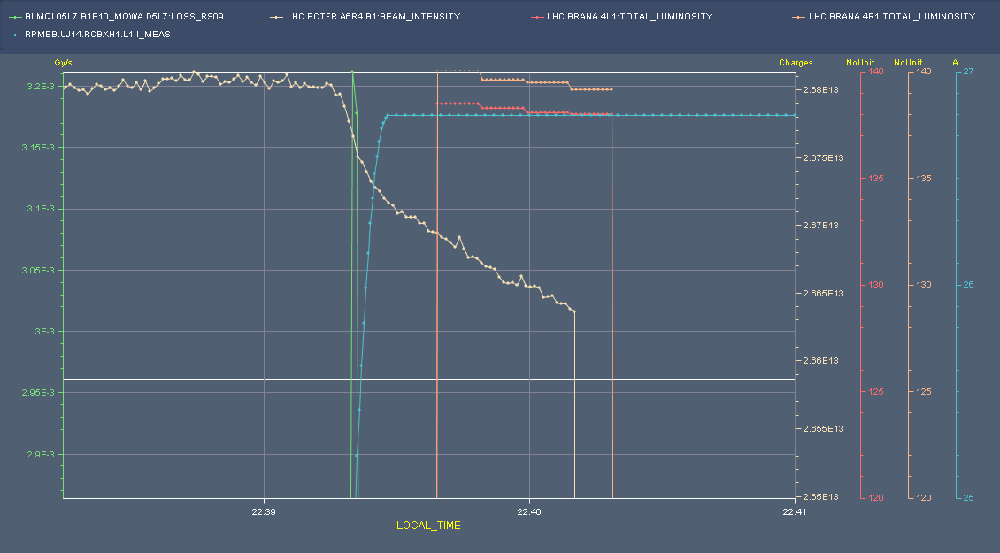 BLMQI.05L7.B1E10_MQWA.D5L7:LOSS_RS09 LHC.BCTFR.A6R4.B1:BEAM_INTENSITY LHC.BRANA.4L1:TOTAL_LUMINOSITY LHC.BRANA.4R1:TOTAL_LUMINOSITY
RPMBB.UJ14.RCBXH1.L1:I_MEAS
Gy/s Charges NoUnit NoUnit A
140 140 27
3.2E-3 2.68E13
3.15E-3 2.675E13
135 135
3.1E-3
2.67E13
3.05E-3
130 130 26
2.665E13
3E-3
2.66E13
2.95E-3 125 125
2.655E13
2.9E-3
2.65E13 120 120 25
22:39 22:40 22:41
LOCAL_TIME